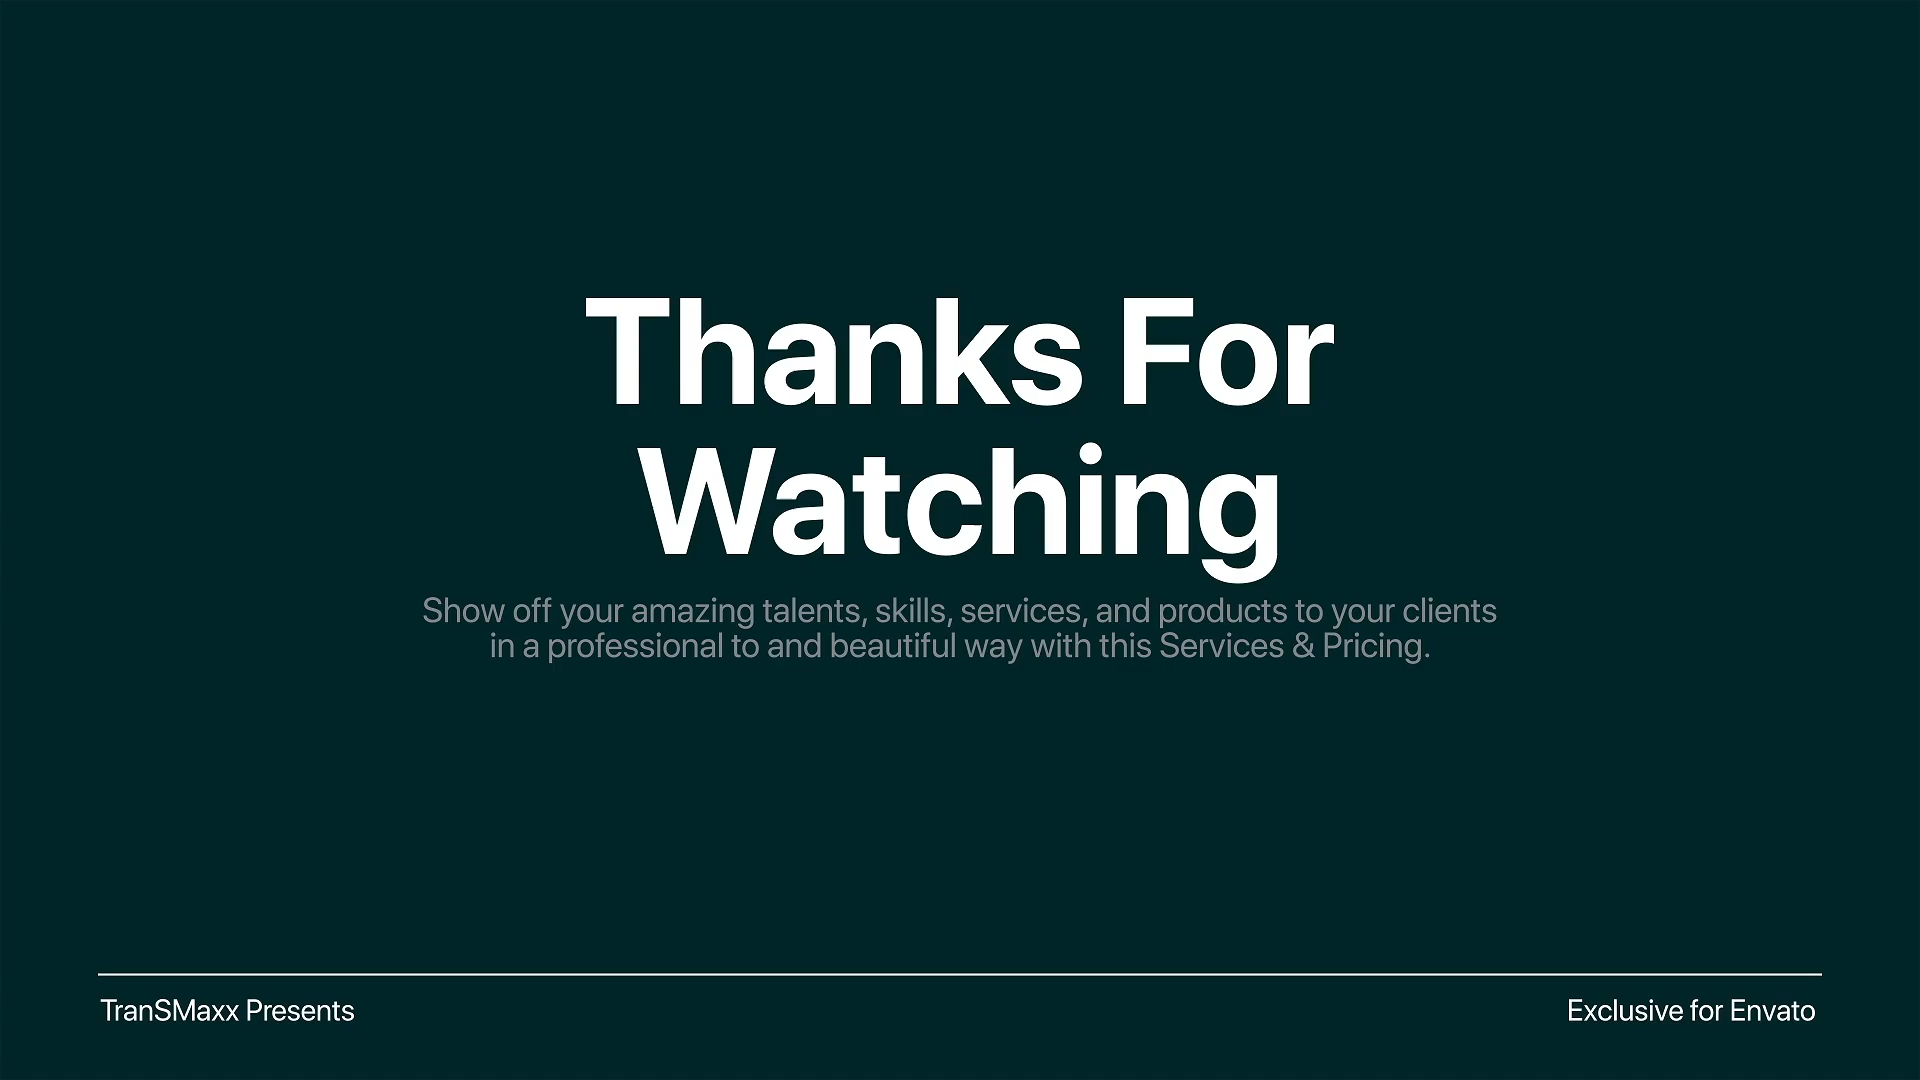 Thanks For
Watching
Show off your amazing talents, skills, services, and products to your clients
in a professional to and beautiful way with this Services & Pricing.
TranSMaxx Presents
Exclusive for Envato